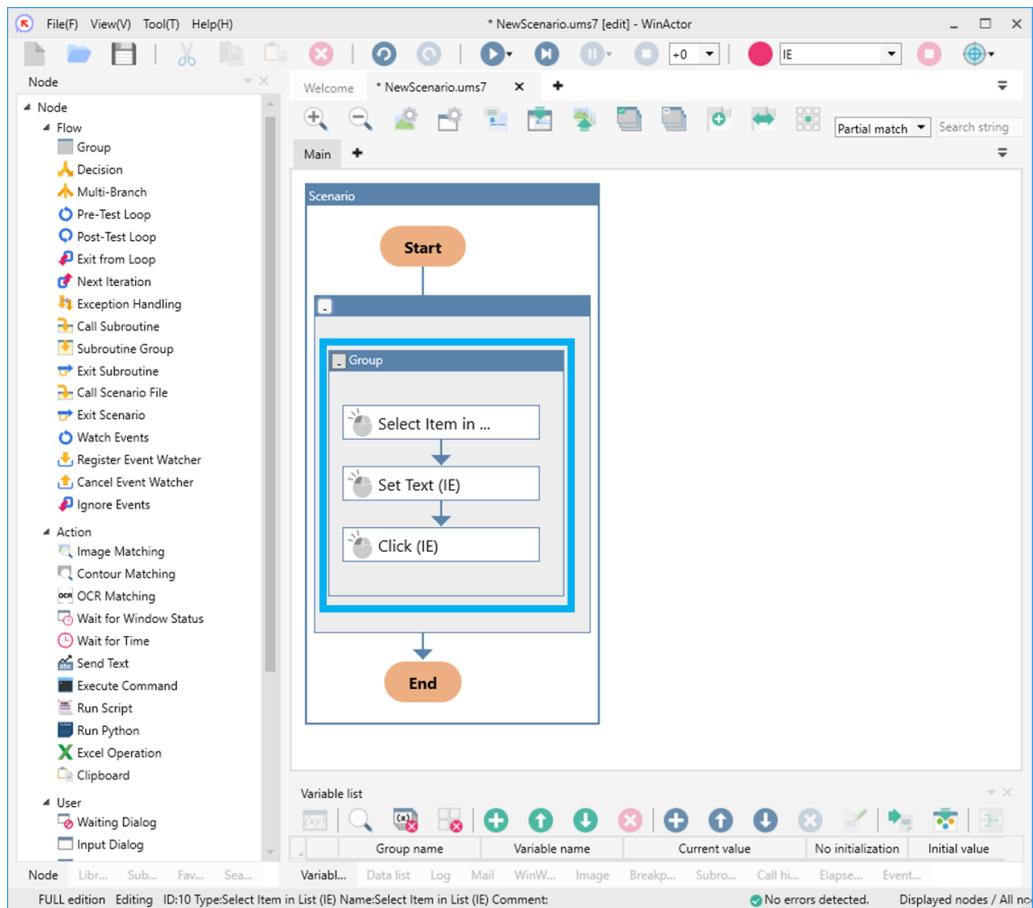 File(F) View(V) Tool(T) Help(H) * NewScenario.ums7 [edit] - WinActor
+0 IE
Node
Welcome * NewScenario.ums7
Node
Flow
Group
Decision
Multi-Branch
Pre-Test Loop
Post-Test Loop
Exit from Loop
Next Iteration
Exception Handling
Call Subroutine
Subroutine Group
Exit Subroutine
Call Scenario File
Exit Scenario
Watch Events
Register Event Watcher
Cancel Event Watcher
Ignore Events
Action
Image Matching
Contour Matching
OCR OCR Matching
Wait for Window Status
Wait for Time
abc Send Text
Execute Command
Run Script
Run Python
Excel Operation
Clipboard
User
Waiting Dialog
Input Dialog
Node Libr... Sub... Fav... Sea...
Partial match Search string
Main
Scenario
Start
Group
Select Item in ...
Set Text (IE)
Click (IE)
End
Variable list
Group name Variable name Current value No initialization Initial value
Variabl... Data list Log Mail WinW... Image Breakp... Subro... Call hi... Elapse... Event...
FULL edition Editing ID:10 Type:Select Item in List (IE) Name:Select Item in List (IE) Comment: No errors detected. Displayed nodes / All